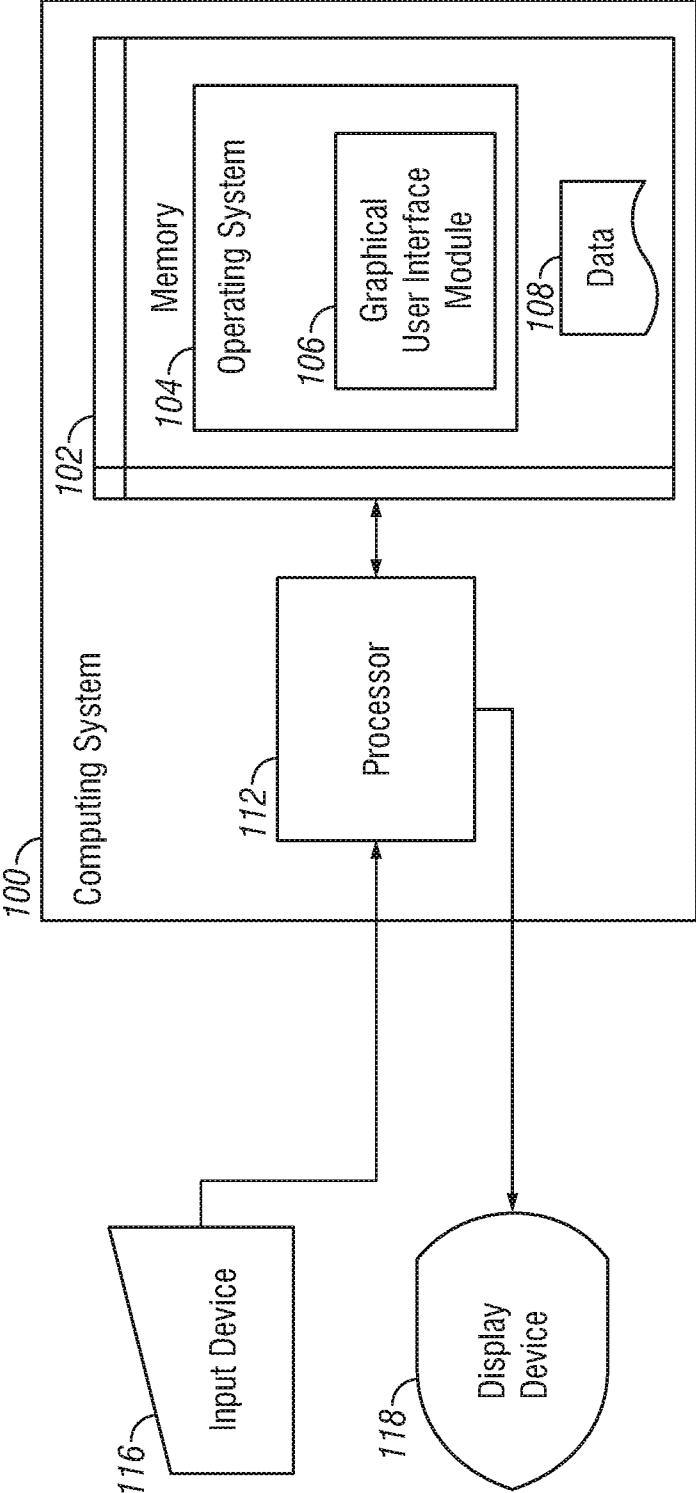 100
Computing System
102
Memory
104
Operating System
106
Graphical
User Interface
Module
108
Data
112
Processor
116
Input Device
118
Display
Device